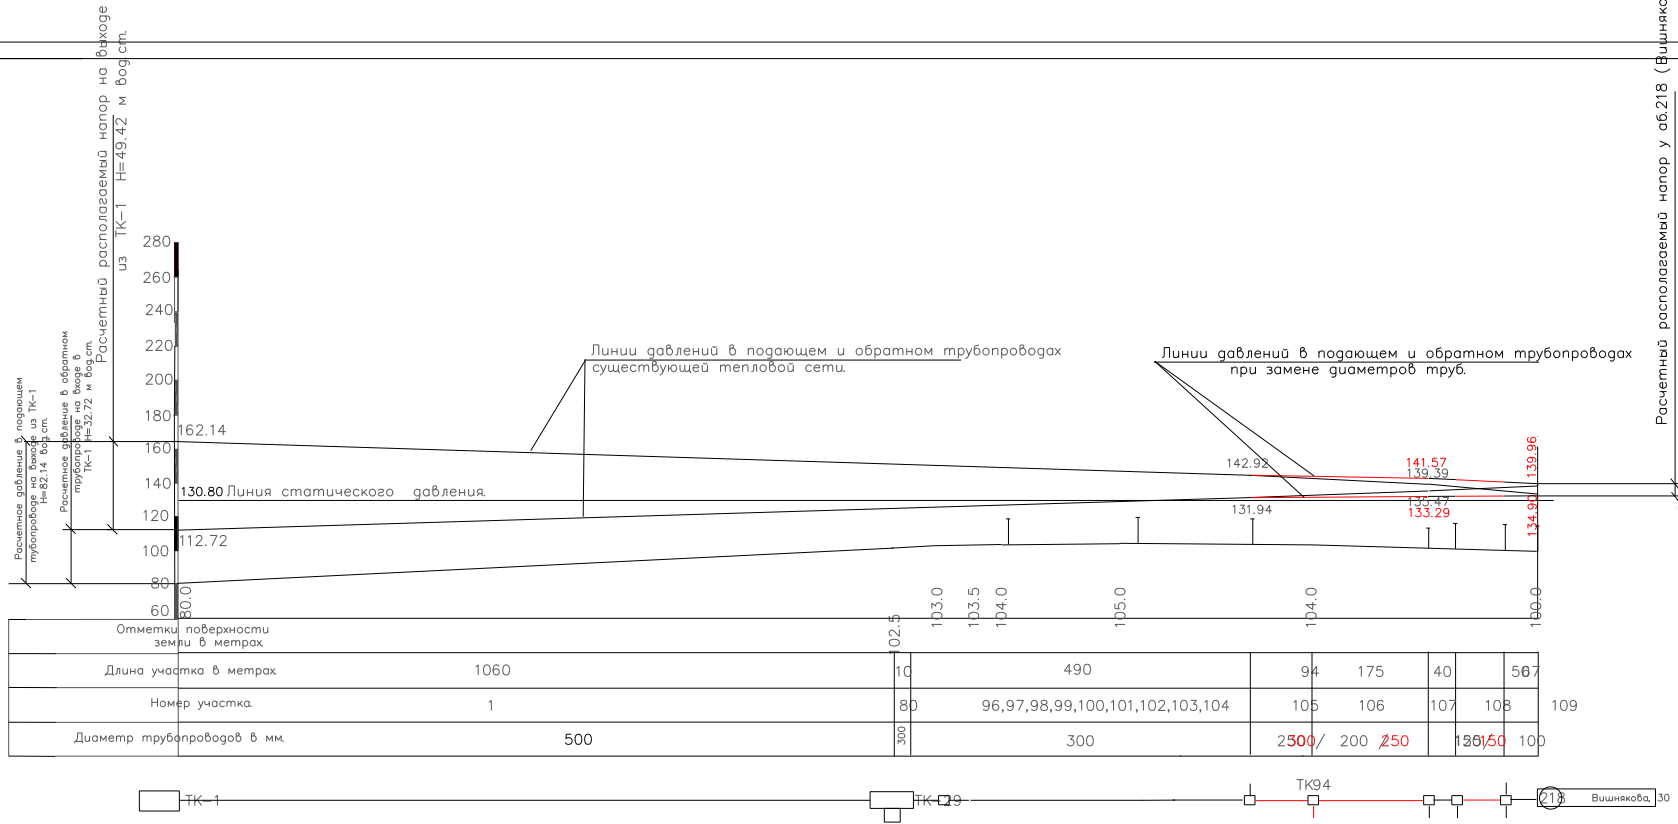 Расчетный располагаемый напор на выходе
из ТК-1 Н=49.42 м вод.ст.
Расчетное давление в подающем
тубопроводе на выходе из ТК-1
Н=82.14 вод.ст.
Расчетное давление в обратном
трубопроводе на входе в
ТК-1 Н=32.72 м вод.ст.
280
260
240
220
200
180
160
140
120
100
80
60
162.14
130.80 Линия статического давления.
112.72
Линии давлений в подающем и обратном трубопроводах
существующей тепловой сети.
Линии давлений в подающем и обратном трубопроводах
при замене диаметров труб.
142.92
141.57
139.39
139.96
131.94
135.47
133.29
134.90
Расчетный располагаемый напор у аб.218 (Вишняко
Отметки поверхности
земли в метрах
80.0 102.5 103.0 103.5 104.0 105.0 104.0 100.0
Длина участка в метрах 1060 10 490 94 175 40 56 67
Номер участка. 1 80 96,97,98,99,100,101,102,103,104 105 106 107 108 109
Диаметр трубопроводов в мм. 500 300 300 250/300 200/250 /150 100
ТК-1 ТК-29 ТК94 218 Вишнякова, 30